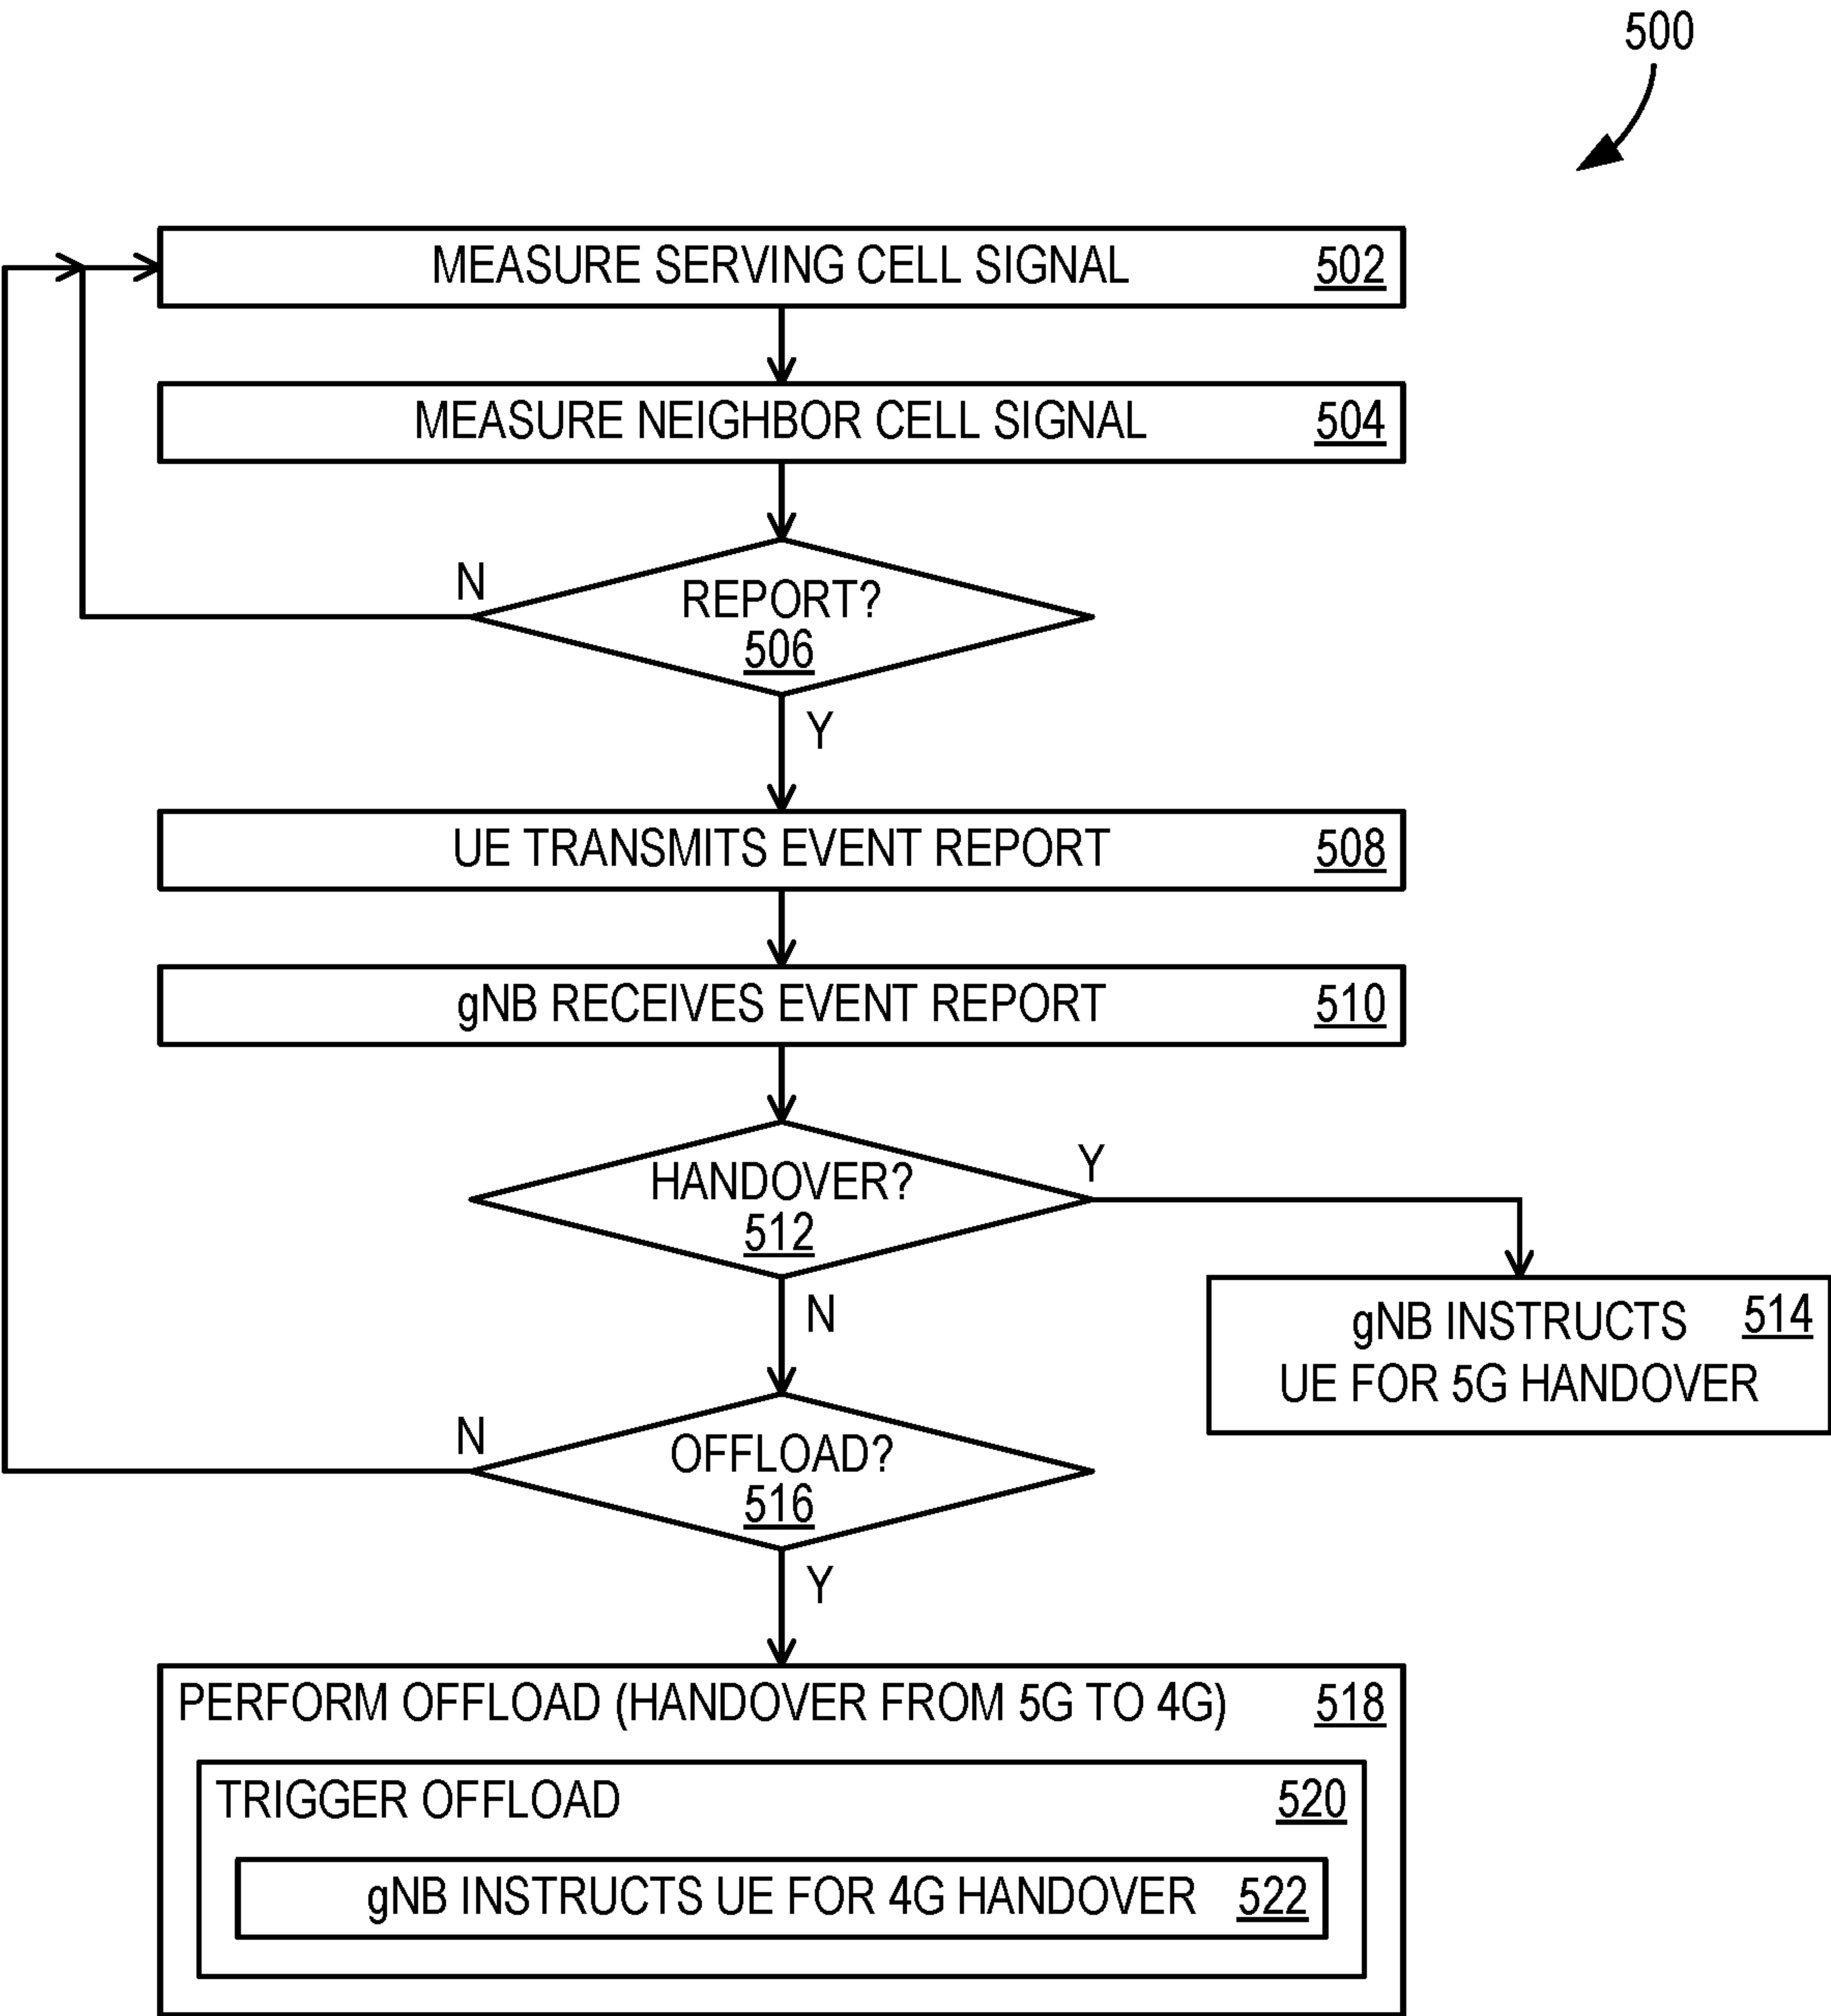 500
MEASURE SERVING CELL SIGNAL 502
MEASURE NEIGHBOR CELL SIGNAL 504
N
REPORT?
506
Y
UE TRANSMITS EVENT REPORT 508
gNB RECEIVES EVENT REPORT 510
HANDOVER?
512
Y
N
gNB INSTRUCTS 514
UE FOR 5G HANDOVER
N
OFFLOAD?
516
Y
PERFORM OFFLOAD (HANDOVER FROM 5G TO 4G) 518
TRIGGER OFFLOAD 520
gNB INSTRUCTS UE FOR 4G HANDOVER 522